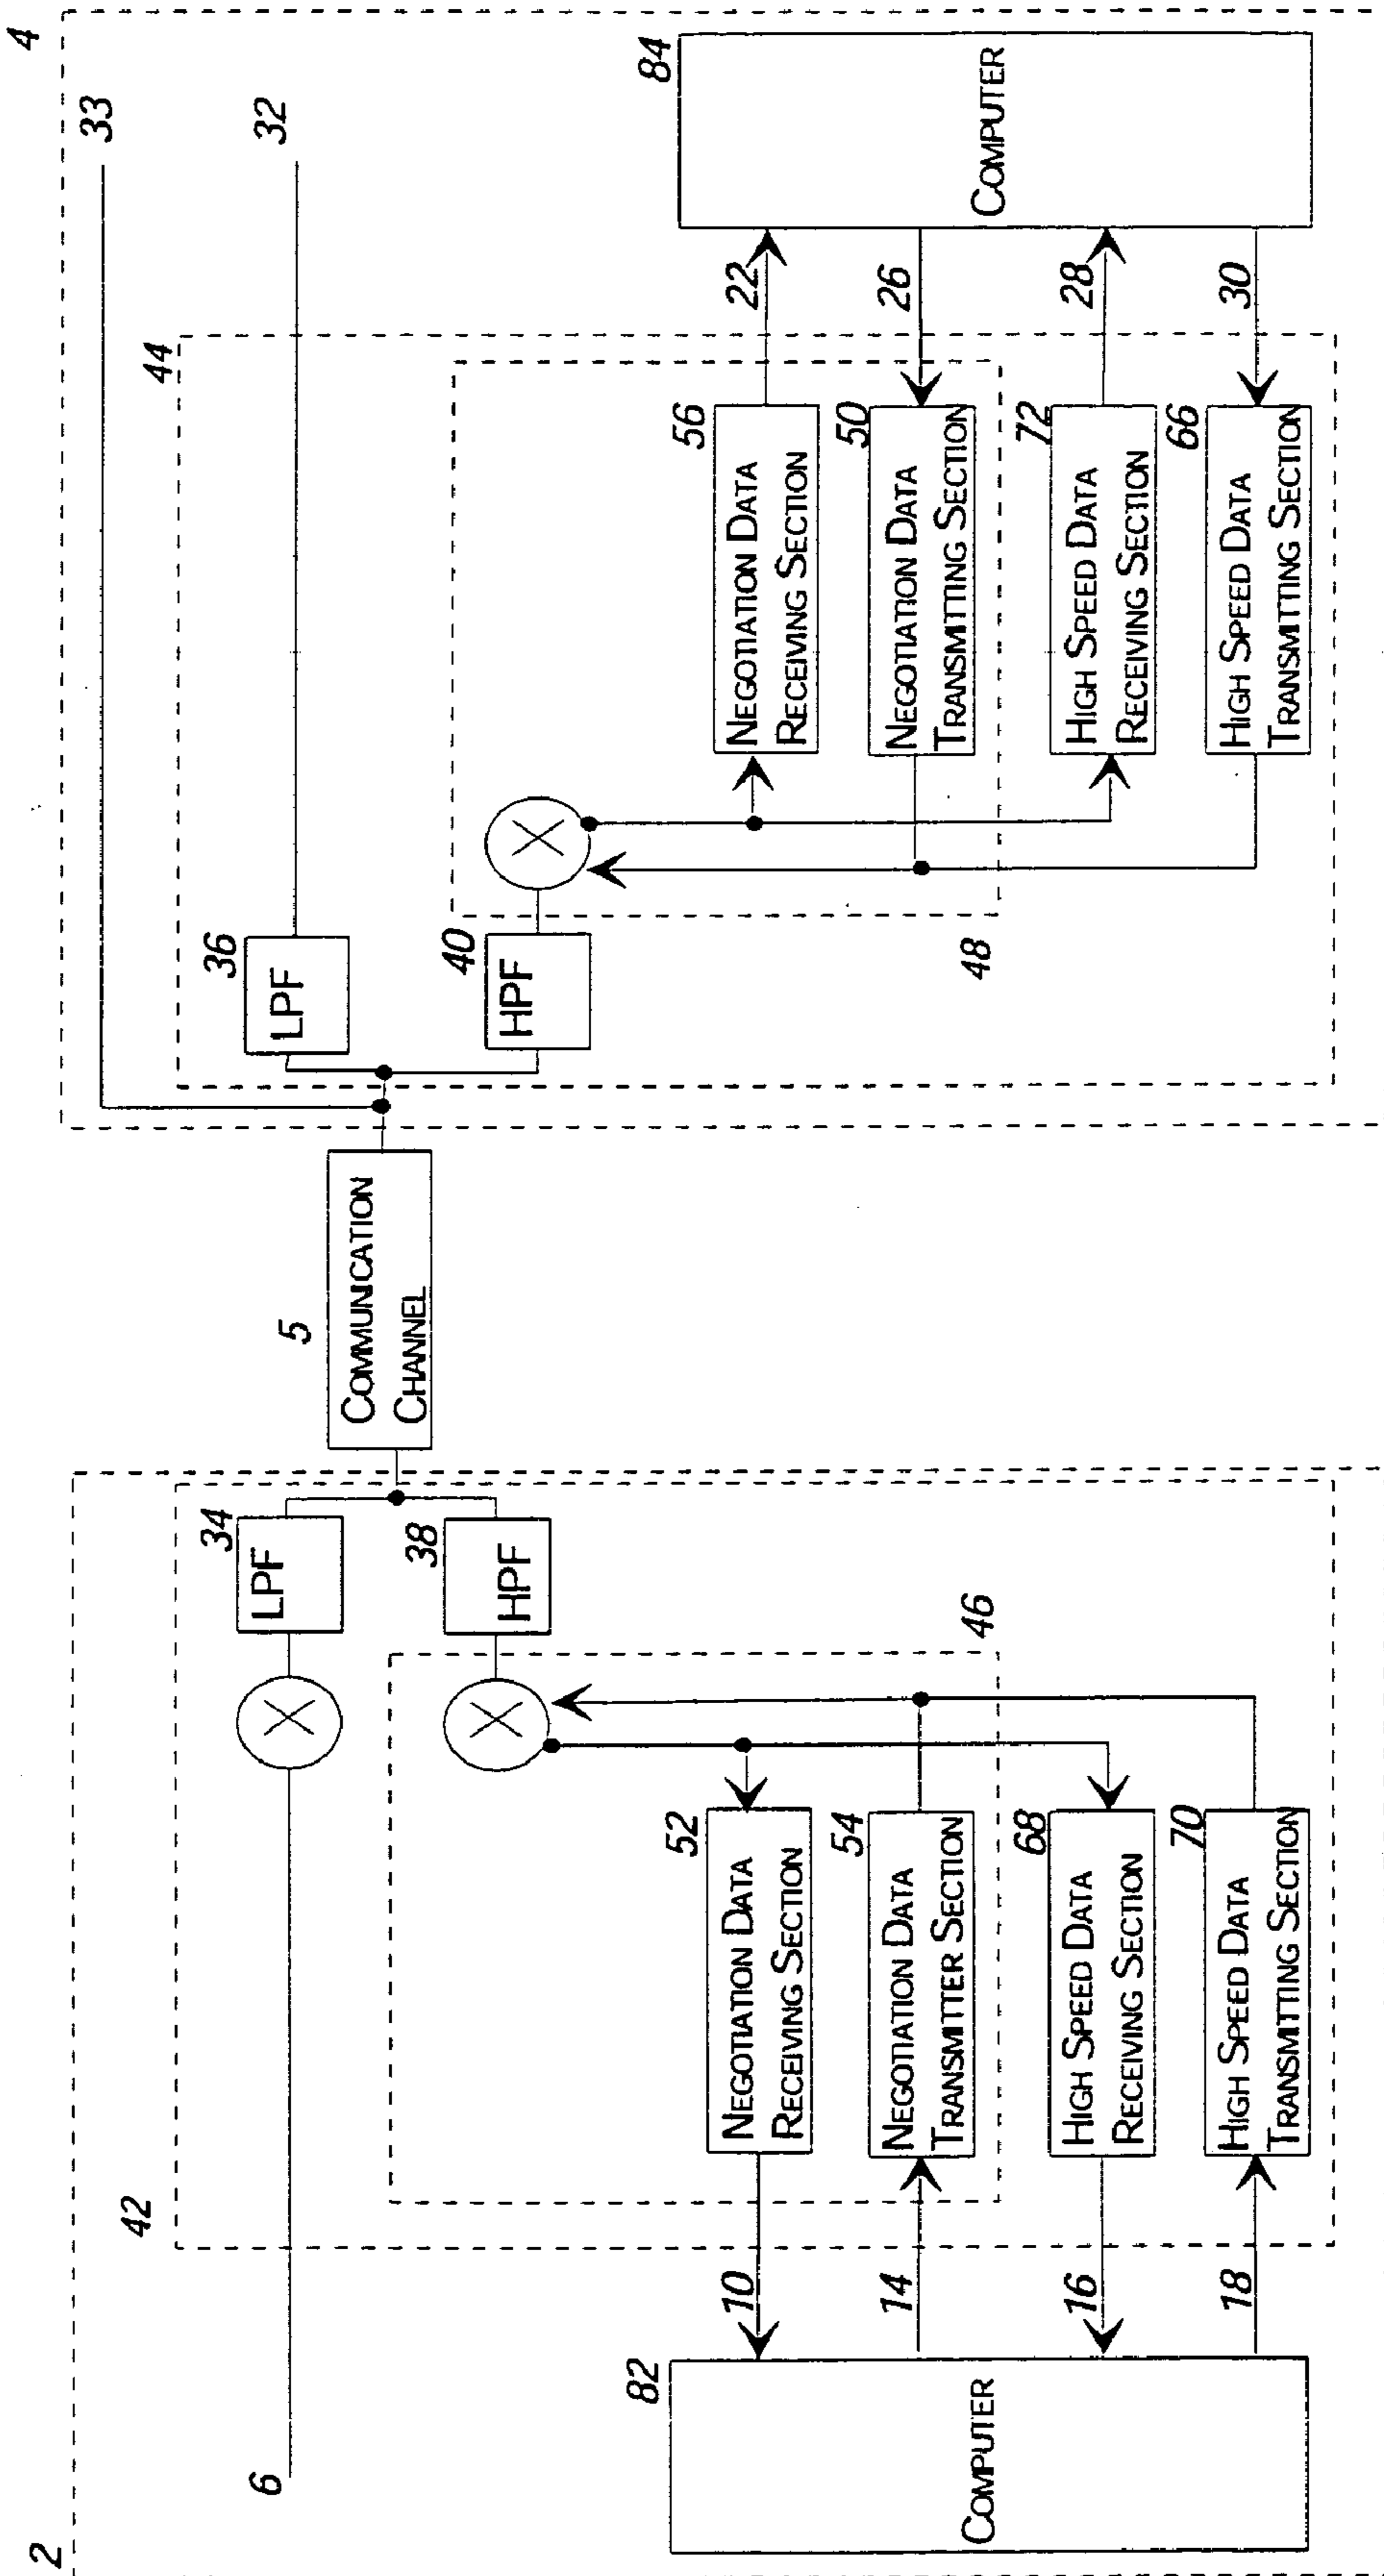 2
6
42
34
LPF
38
HPF
46
52
NEGOTIATION DATA
RECEIVING SECTION
54
NEGOTIATION DATA
TRANSMITTER SECTION
68
HIGH SPEED DATA
RECEIVING SECTION
70
HIGH SPEED DATA
TRANSMITTING SECTION
10
14
16
18
82
COMPUTER
5
COMMUNICATION
CHANNEL
4
33
32
44
36
LPF
40
HPF
48
56
NEGOTIATION DATA
RECEIVING SECTION
50
NEGOTIATION DATA
TRANSMITTING SECTION
72
HIGH SPEED DATA
RECEIVING SECTION
66
HIGH SPEED DATA
TRANSMITTING SECTION
22
26
28
30
84
COMPUTER